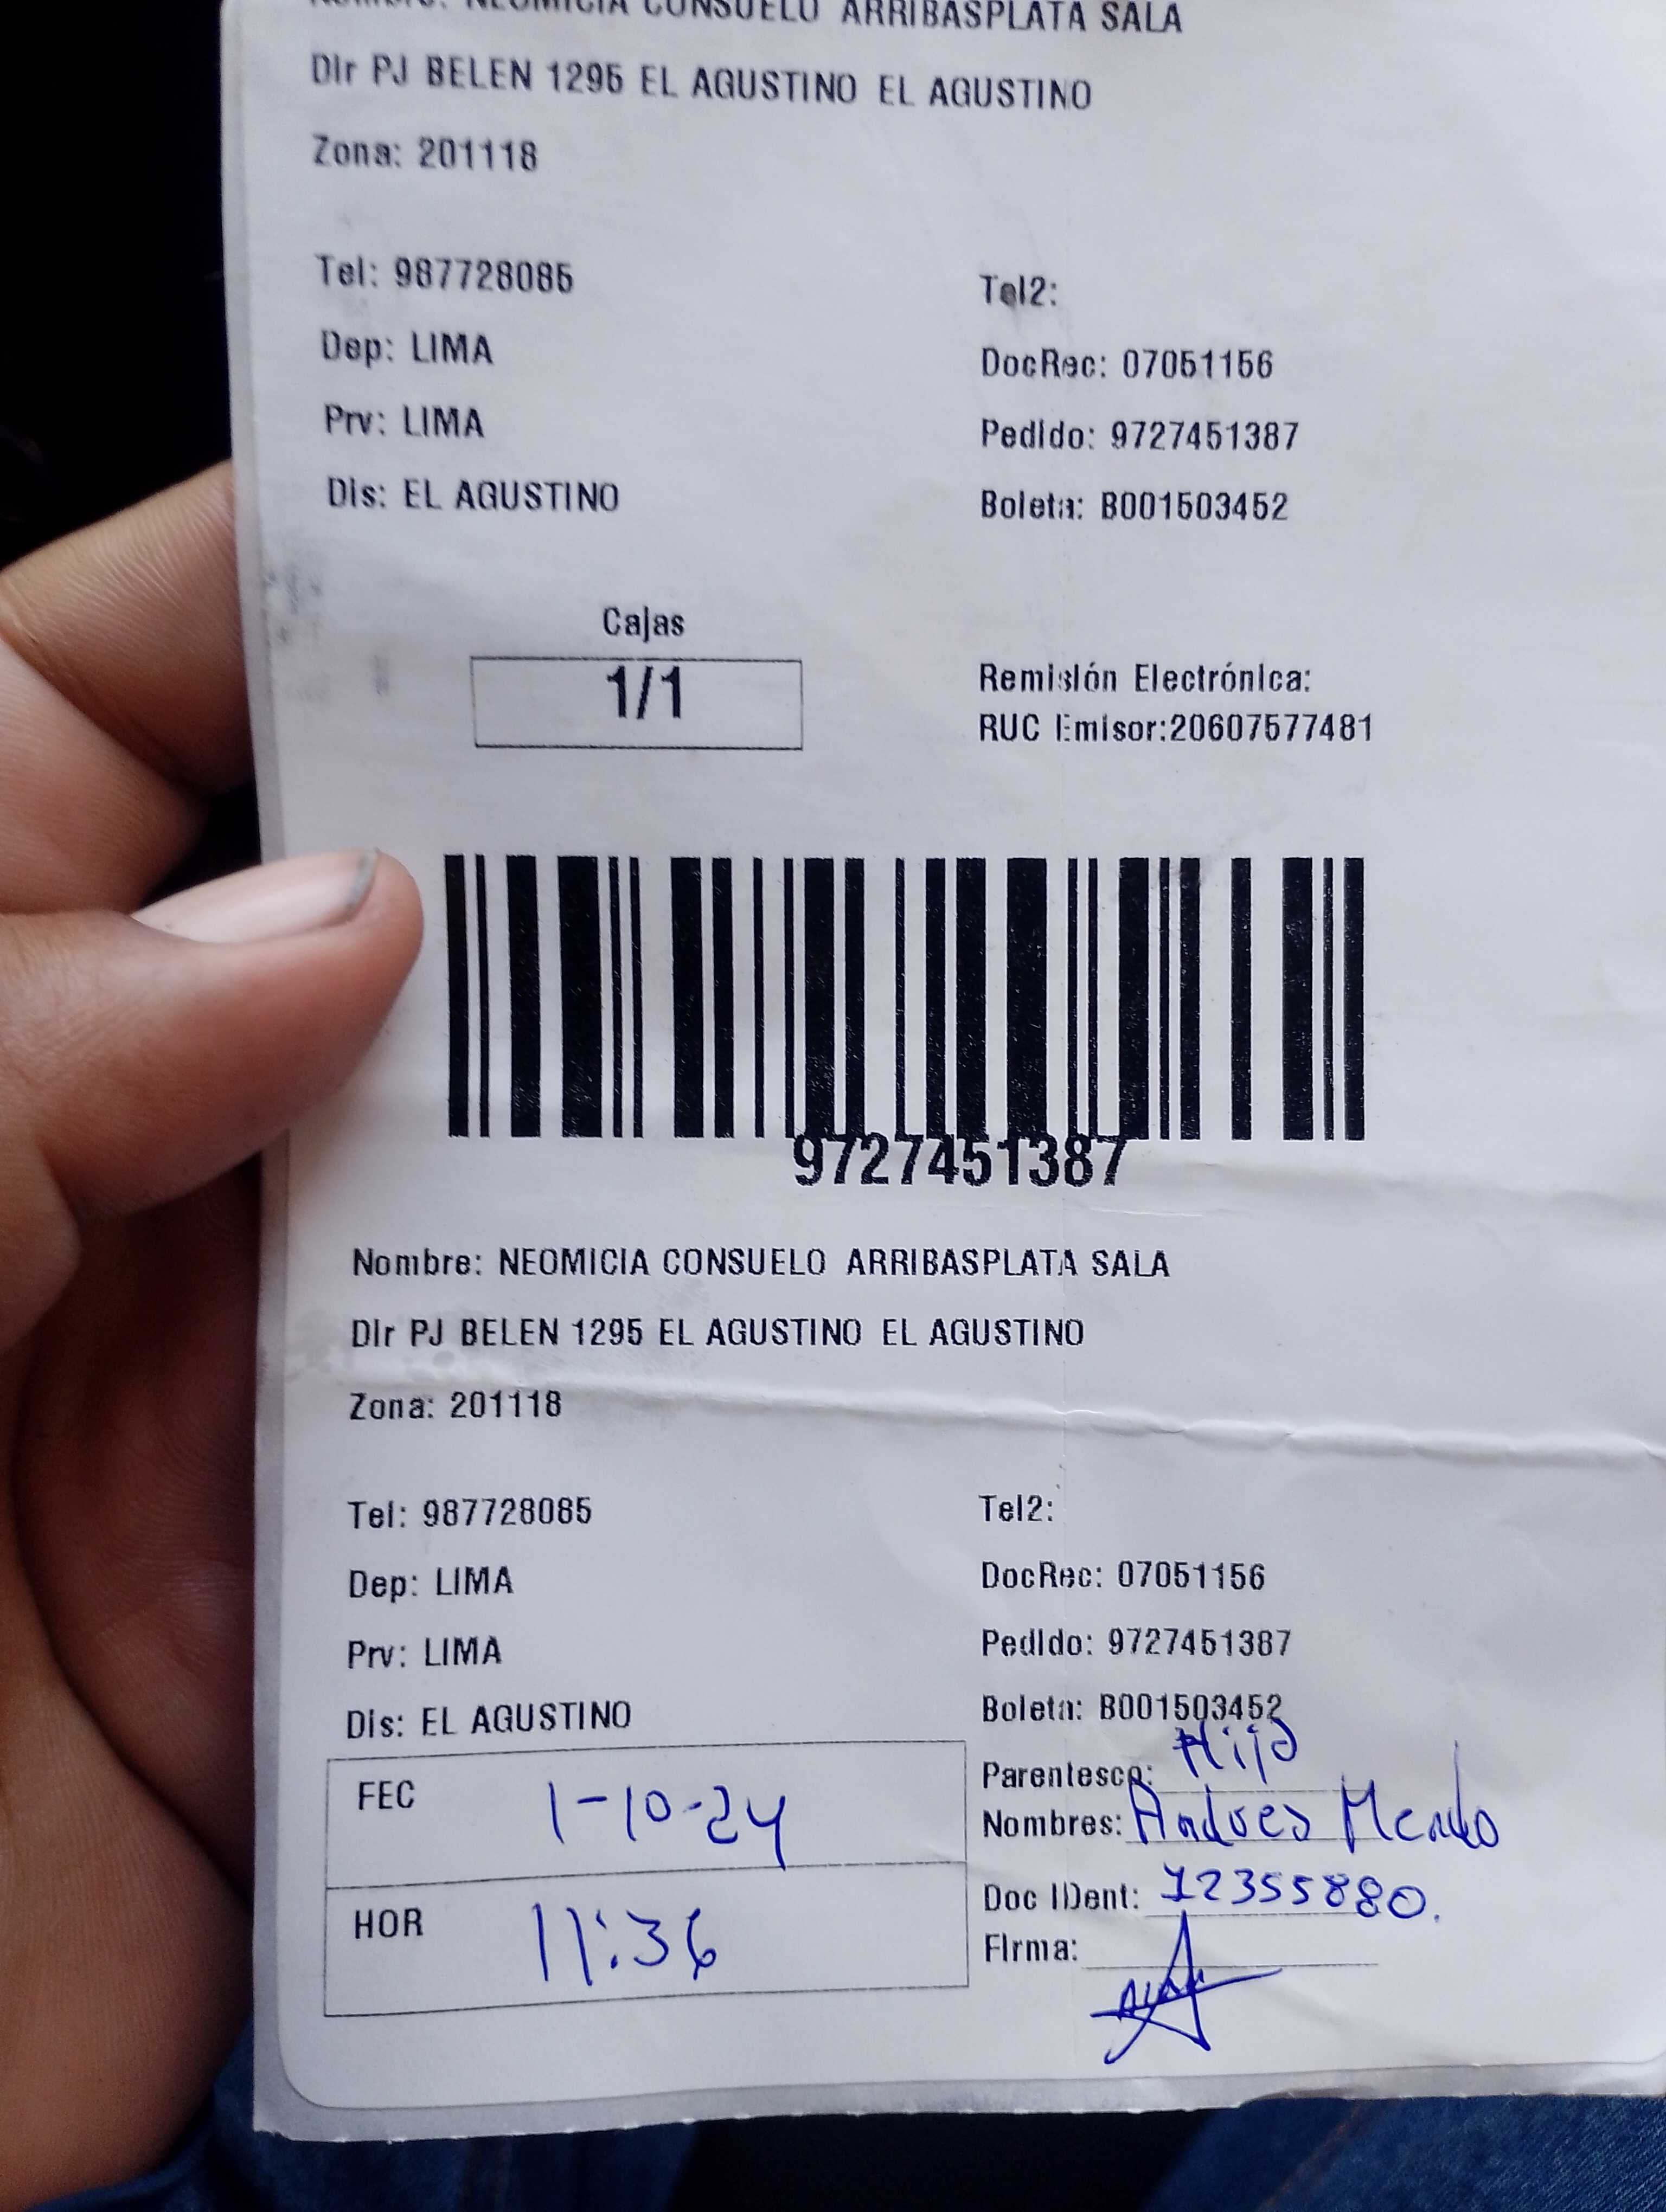 CONSUELO ARRIBASPLATA SALA
Dir PJ BELEN 1295 EL AGUSTINO EL AGUSTINO
Zona: 201118
Tel: 987728085
Tel2:
Dep: LIMA
DocRec: 07051156
Prv: LIMA
Pedido: 9727451387
Dis: EL AGUSTINO
Boleta: B001503452
Cajas
1/1
Remisión Electrónica:
RUC Emisor:20607577481
9727451387
Nombre: NEOMICIA CONSUELO ARRIBASPLATA SALA
Dir PJ BELEN 1295 EL AGUSTINO EL AGUSTINO
Zona: 201118
Tel: 987728085
Tel2:
Dep: LIMA
DocRec: 07051156
Prv: LIMA
Pedido: 9727451387
Dis: EL AGUSTINO
Boleta: B001503452
Parentesco: Hijo
FEC 1-10-24
Nombres: Andres
Doc IDent: 72355880.
HOR 11:36
Firma: